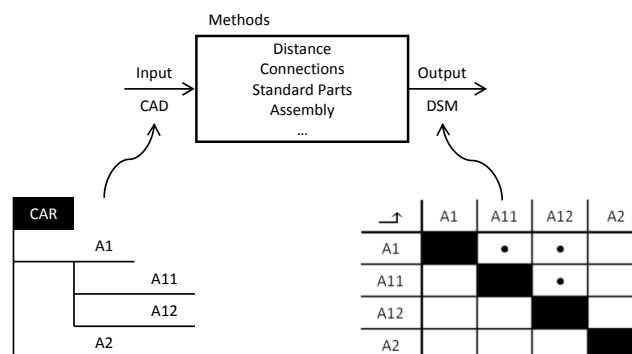 Methods
Distance
Connections
Standard Parts
Assembly
...
Input
CAD
Output
DSM
CAR
A1
A11
A12
A2
A1 A11 A12 A2
A1 • •
A11 •
A12
A2